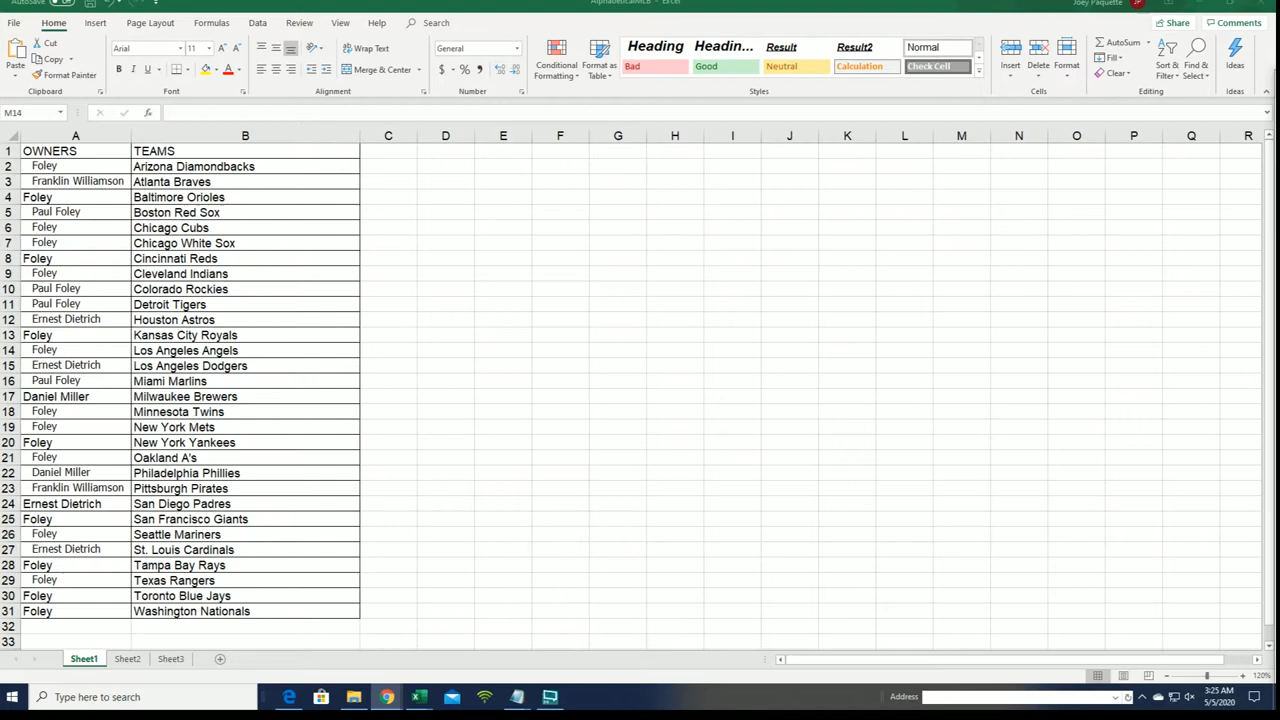 AutoSave Off AlphabeticalMLB - Excel Joey Paquette JP
File Home Insert Page Layout Formulas Data Review View Help Search Share Comments
Paste Cut Copy Format Painter Clipboard
Arial 11 B I U A Font
Wrap Text Merge & Center Alignment
General $ % , Number
Conditional Formatting Format as Table
Heading Headin... Result Result2 Normal
Bad Good Neutral Calculation Check Cell
Styles
Insert Delete Format Cells
AutoSum Fill Clear Sort & Filter Find & Select Editing
Ideas Ideas
M14 fx
A B C D E F G H I J K L M N O P Q R
1 OWNERS TEAMS
2 Foley Arizona Diamondbacks
3 Franklin Williamson Atlanta Braves
4 Foley Baltimore Orioles
5 Paul Foley Boston Red Sox
6 Foley Chicago Cubs
7 Foley Chicago White Sox
8 Foley Cincinnati Reds
9 Foley Cleveland Indians
10 Paul Foley Colorado Rockies
11 Paul Foley Detroit Tigers
12 Ernest Dietrich Houston Astros
13 Foley Kansas City Royals
14 Foley Los Angeles Angels
15 Ernest Dietrich Los Angeles Dodgers
16 Paul Foley Miami Marlins
17 Daniel Miller Milwaukee Brewers
18 Foley Minnesota Twins
19 Foley New York Mets
20 Foley New York Yankees
21 Foley Oakland A's
22 Daniel Miller Philadelphia Phillies
23 Franklin Williamson Pittsburgh Pirates
24 Ernest Dietrich San Diego Padres
25 Foley San Francisco Giants
26 Foley Seattle Mariners
27 Ernest Dietrich St. Louis Cardinals
28 Foley Tampa Bay Rays
29 Foley Texas Rangers
30 Foley Toronto Blue Jays
31 Foley Washington Nationals
32
33
Sheet1 Sheet2 Sheet3
120%
Type here to search Address 3:25 AM
5/5/2020